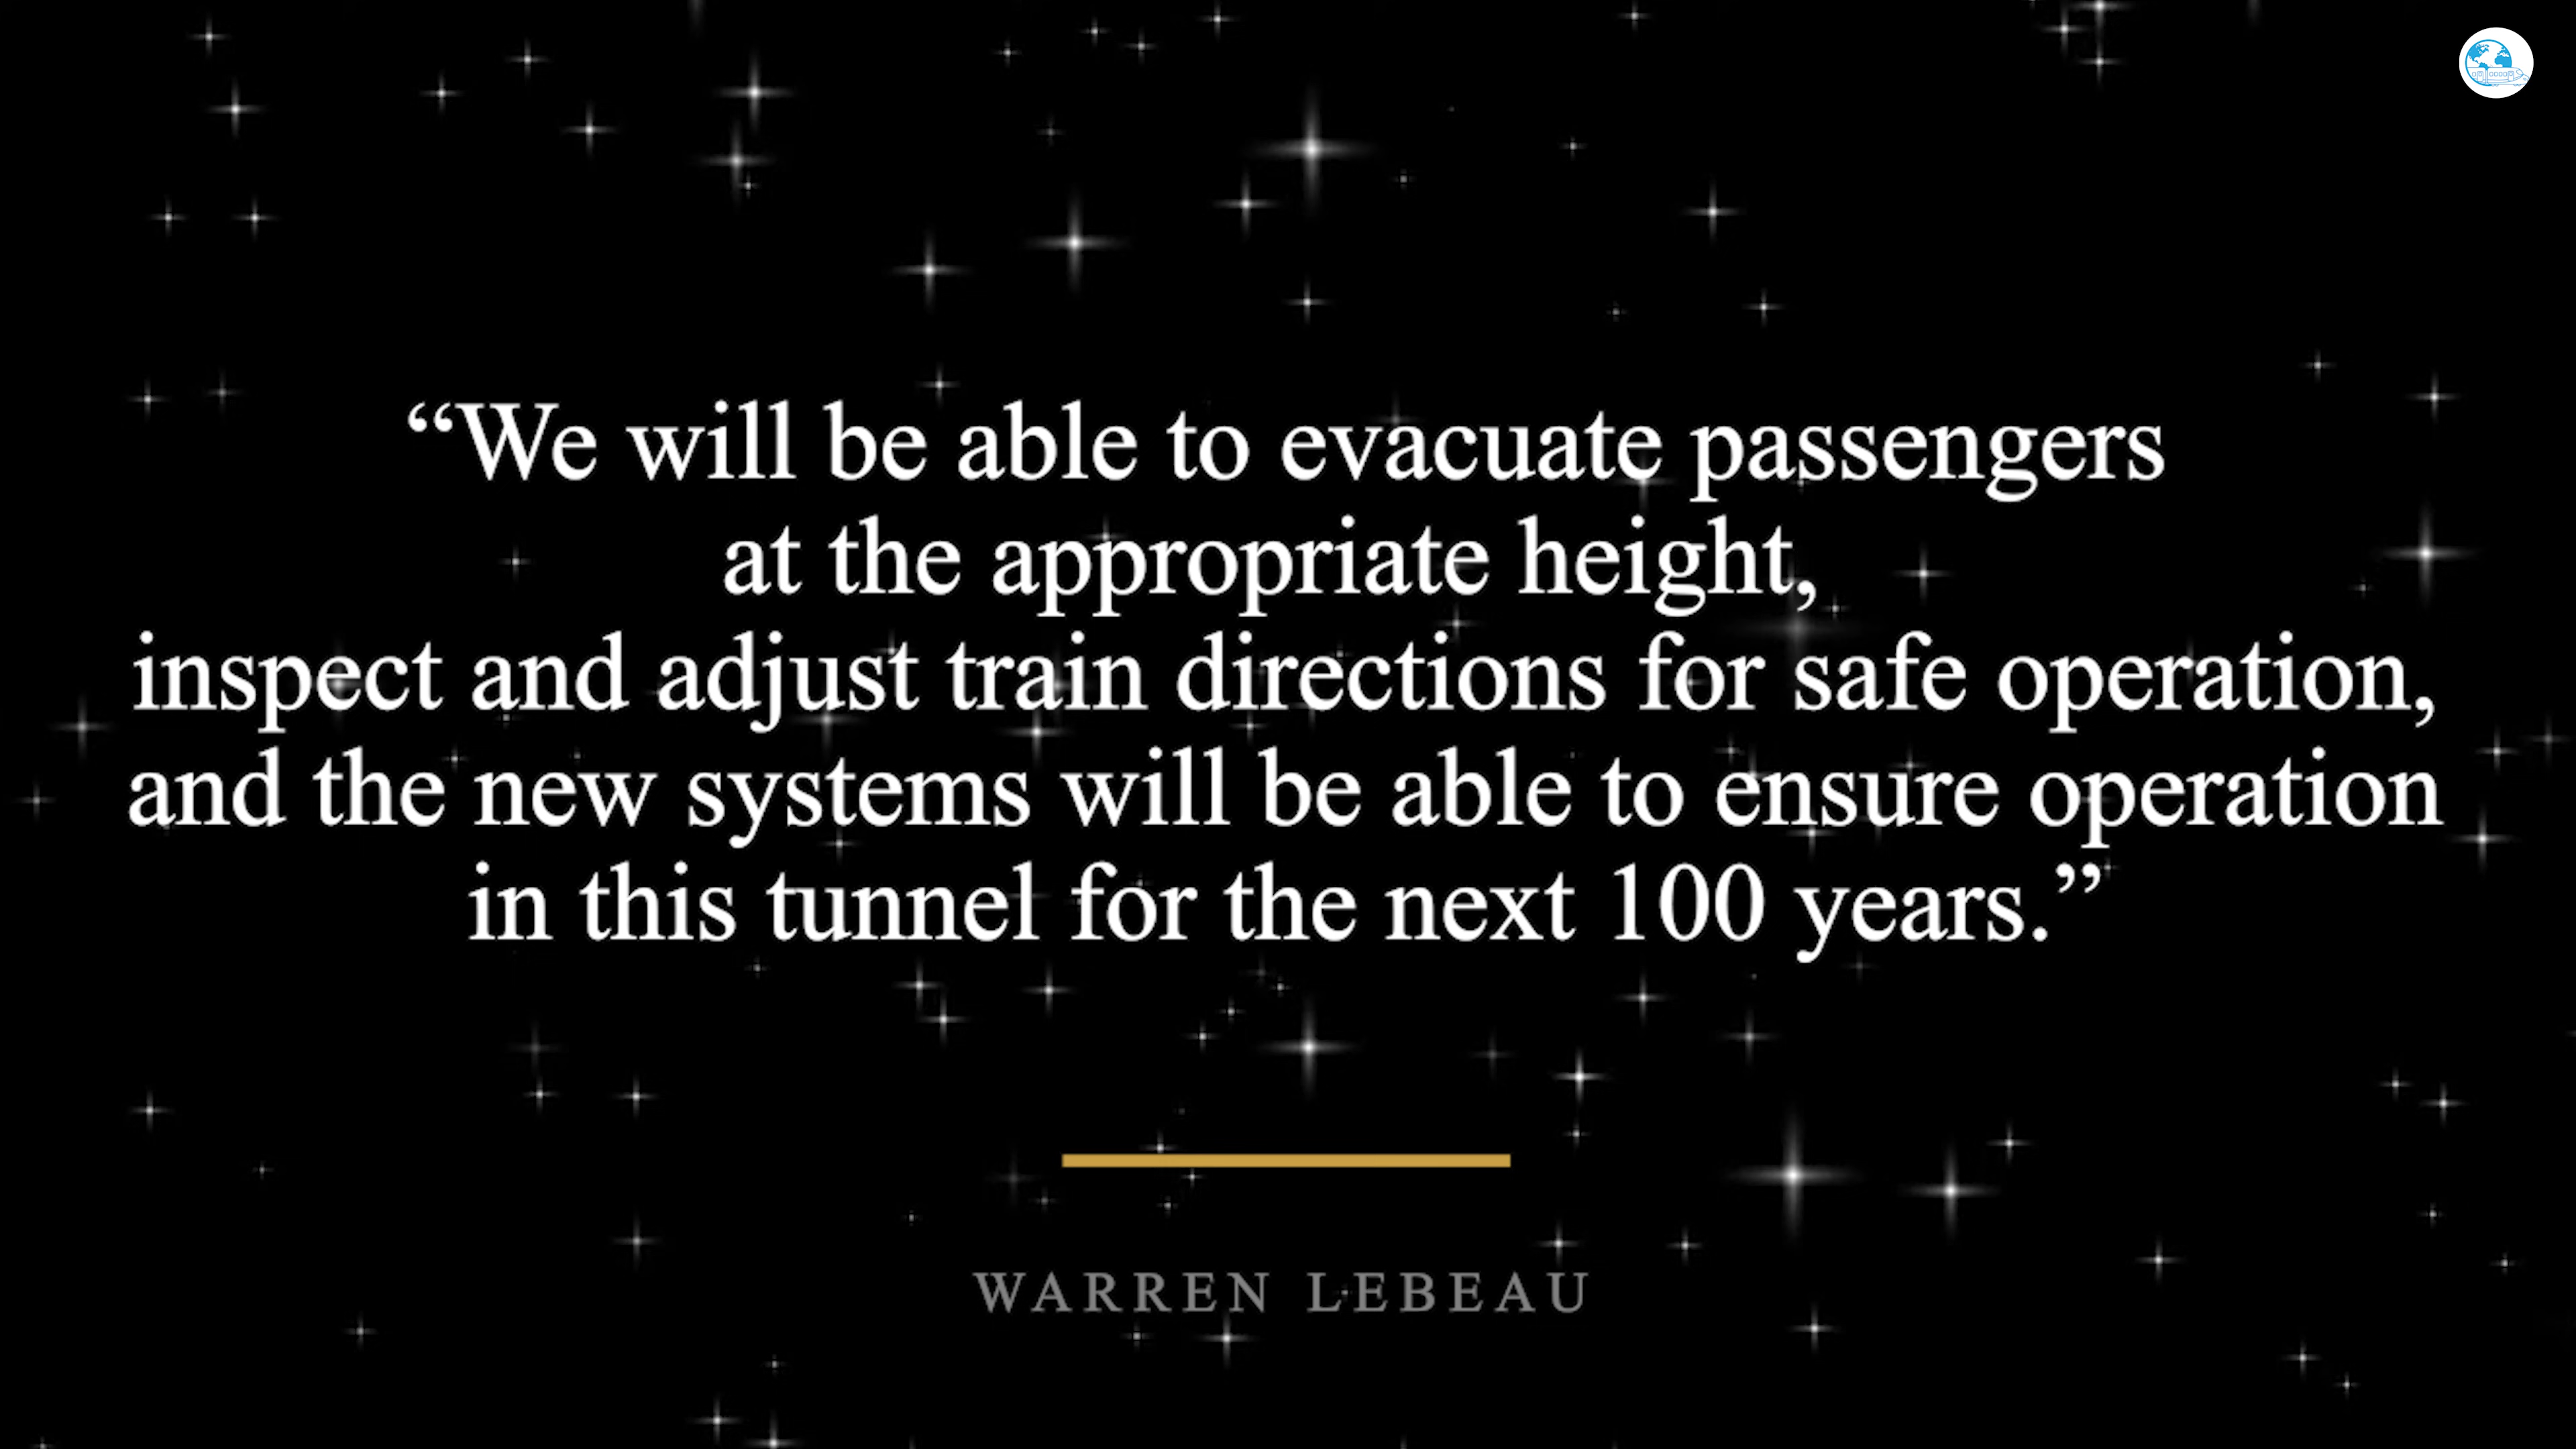 “We will be able to evacuate passengers
at the appropriate height,
inspect and adjust train directions for safe operation,
and the new systems will be able to ensure operation
in this tunnel for the next 100 years.”
WARREN LEBEAU